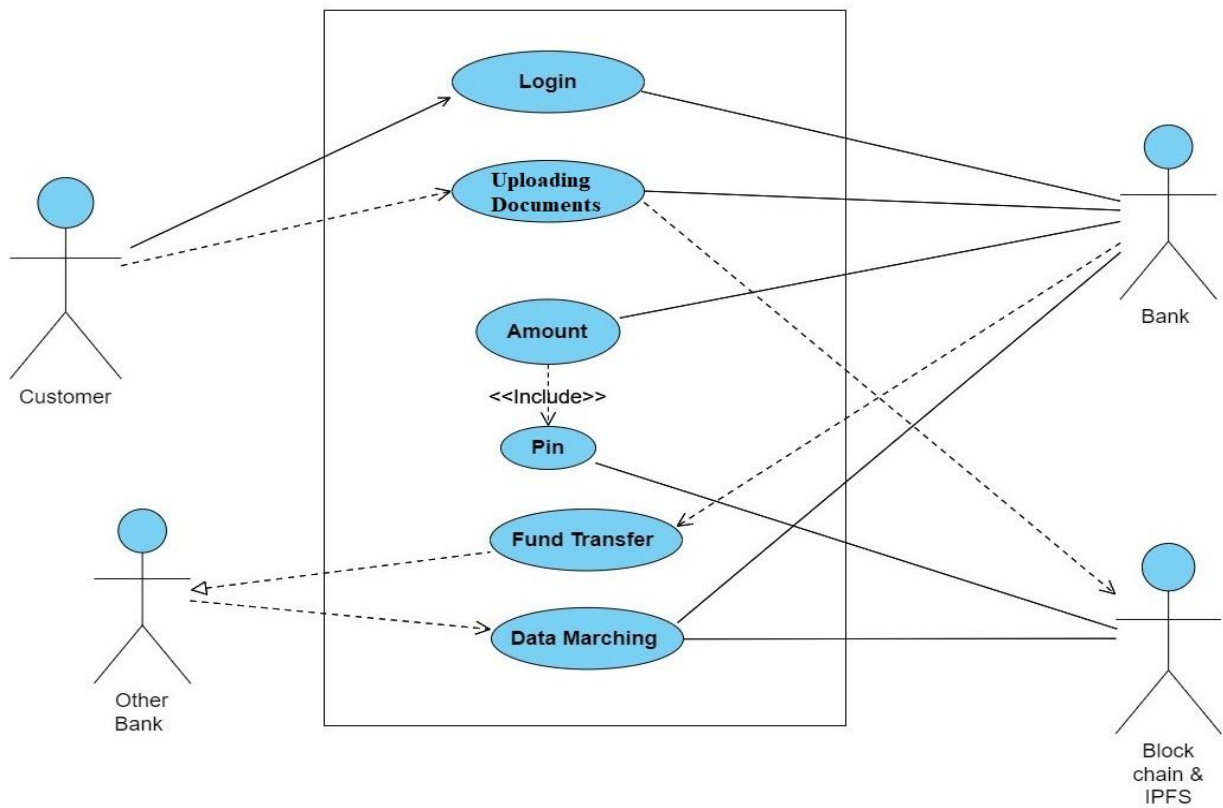 Login
Uploading
Documents
Amount
<<Include>>
Pin
Fund Transfer
Data Marching
Customer
Other
Bank
Bank
Block
chain &
IPFS